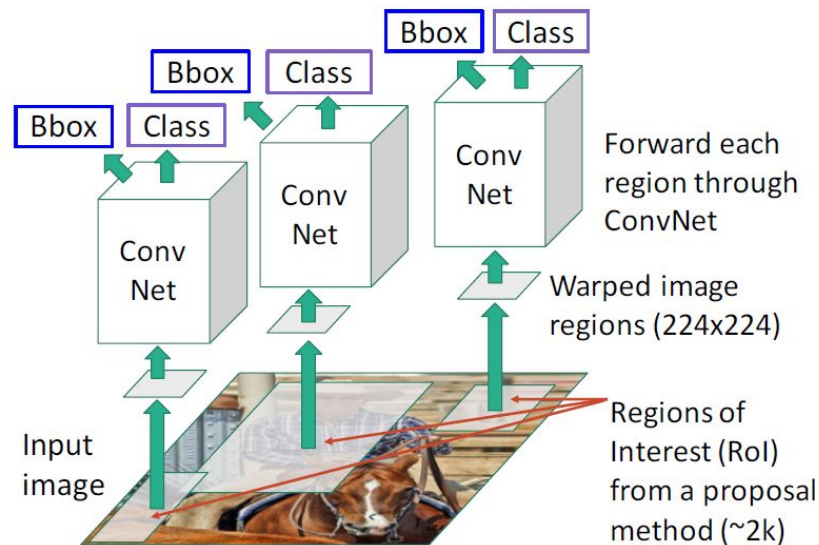 Bbox
Class
Bbox
Class
Bbox
Class
Conv
Net
Conv
Net
Conv
Net
Forward each
region through
ConvNet
Warped image
regions (224x224)
Input
image
Regions of
Interest (RoI)
from a proposal
method (~2k)